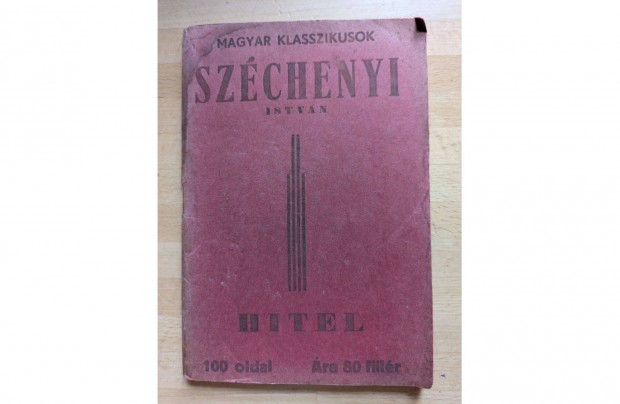 MAGYAR KLASSZIKUSOK
SZÉCHENYI
ISTVÁN
HITEL
100 oldal Ára 80 fillér